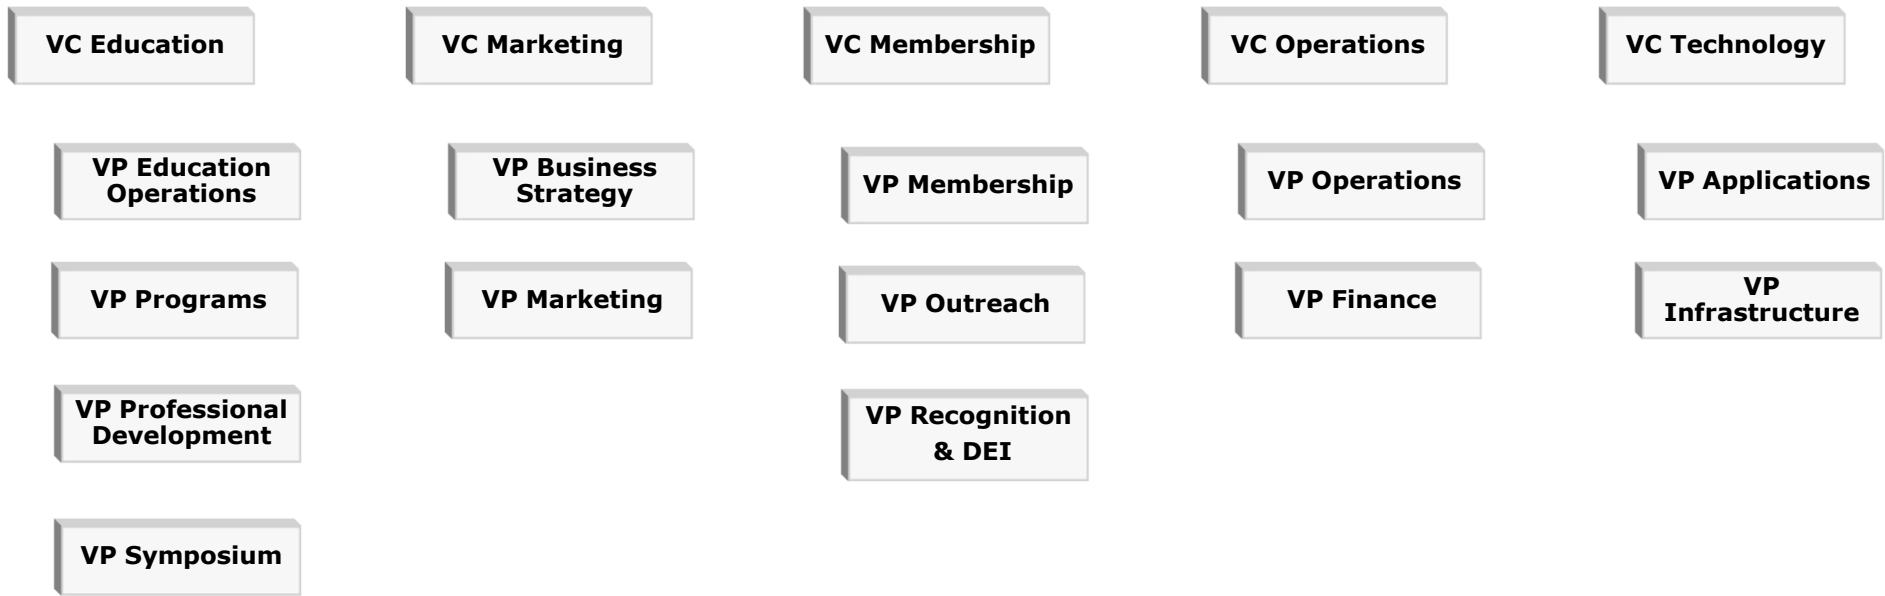 VC Education
VC Marketing
VC Membership
VC Operations
VC Technology
VP Education
Operations
VP Business
Strategy
VP Membership
VP Operations
VP Applications
VP Programs
VP Marketing
VP Outreach
VP Finance
VP
Infrastructure
VP Professional
Development
VP Recognition
& DEI
VP Symposium